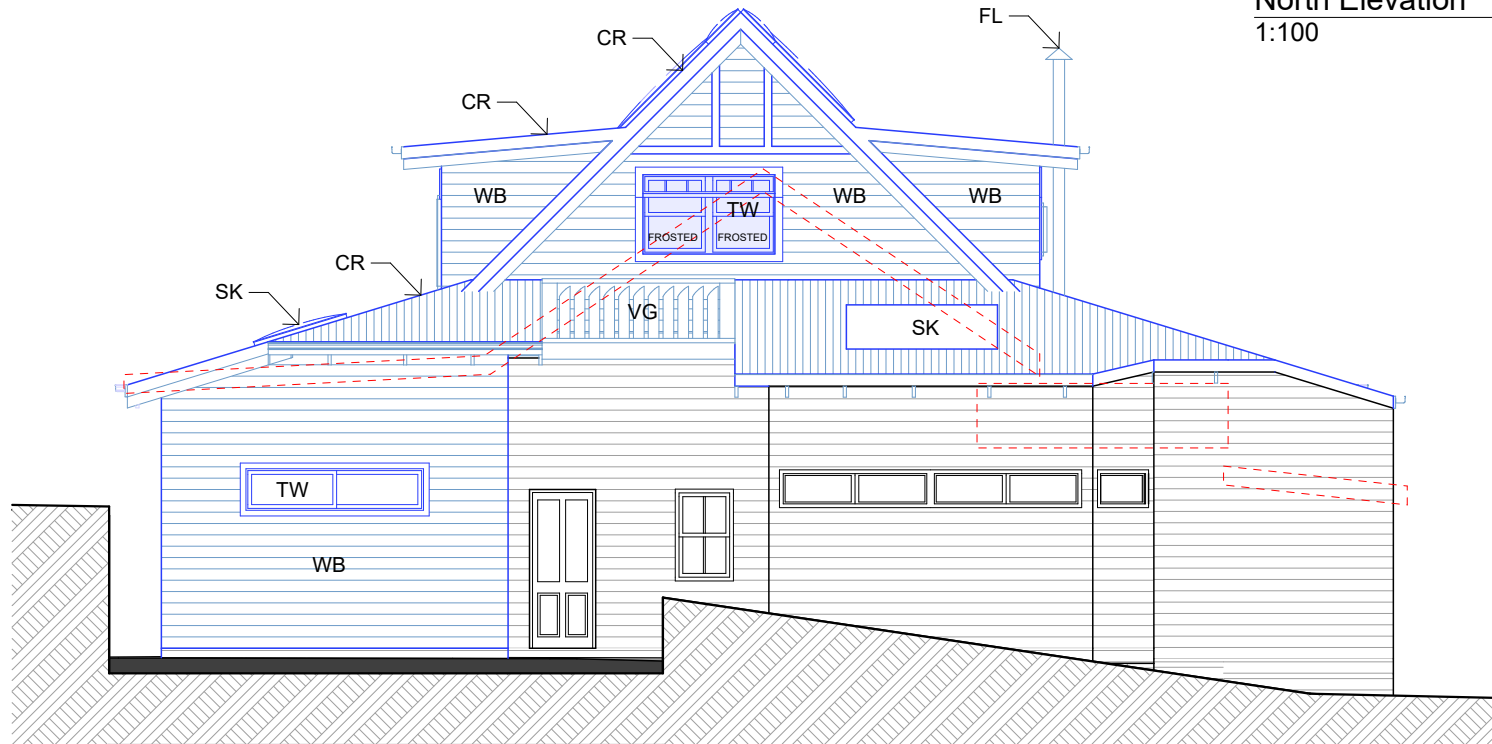 North Elevation
1:100
FL
CR
CR
WB
WB
WB
TW
FROSTED
FROSTED
CR
SK
VG
SK
TW
WB